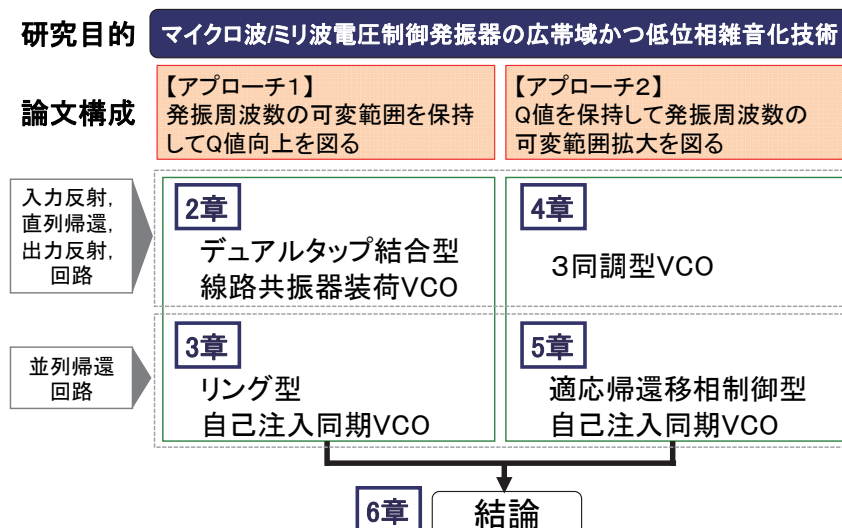 研究目的
マイクロ波/ミリ波電圧制御発振器の広帯域かつ低位相雑音化技術
論文構成
【アプローチ1】
発振周波数の可変範囲を保持
してQ値向上を図る
【アプローチ2】
Q値を保持して発振周波数の
可変範囲拡大を図る
入力反射,
直列帰還,
出力反射,
回路
2章
デュアルタップ結合型
線路共振器装荷VCO
4章
3同調型VCO
並列帰還
回路
3章
リング型
自己注入同期VCO
5章
適応帰還移相制御型
自己注入同期VCO
6章
結論